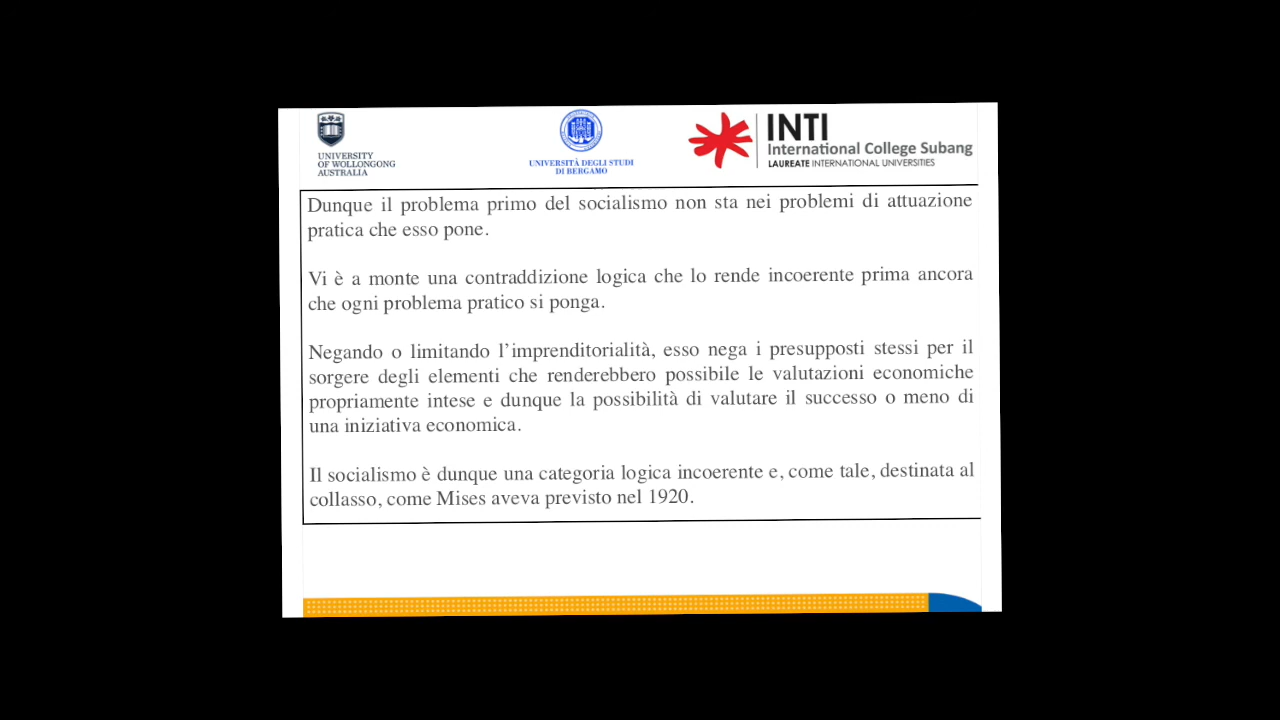 UNIVERSITY
OF WOLLONGONG
AUSTRALIA
UNIVERSITÀ DEGLI STUDI
DI BERGAMO
INTI
International College Subang
LAUREATE INTERNATIONAL UNIVERSITIES
Dunque il problema primo del socialismo non sta nei problemi di attuazione
pratica che esso pone.
Vi è a monte una contraddizione logica che lo rende incoerente prima ancora
che ogni problema pratico si ponga.
Negando o limitando l'imprenditorialità, esso nega i presupposti stessi per il
sorgere degli elementi che renderebbero possibile le valutazioni economiche
propriamente intese e dunque la possibilità di valutare il successo o meno di
una iniziativa economica.
Il socialismo è dunque una categoria logica incoerente e, come tale, destinata al
collasso, come Mises aveva previsto nel 1920.